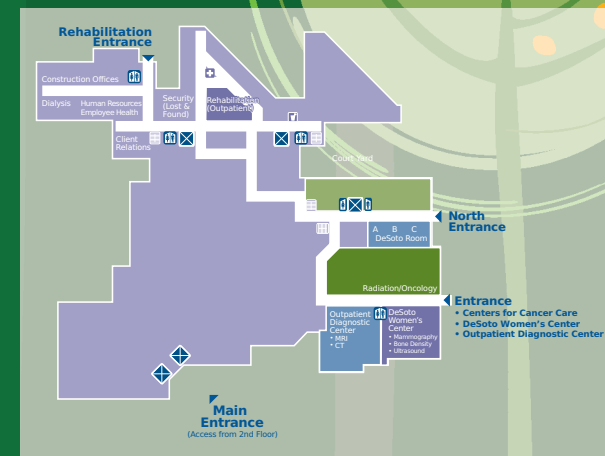 Rehabilitation
Entrance
Construction Offices
Dialysis
Human Resources
Employee Health
Security
(Lost &
Found)
Rehabilitation
(Outpatient)
Client
Relations
Court Yard
A B C
DeSoto Room
North
Entrance
Radiation/Oncology
Entrance
• Centers for Cancer Care
• DeSoto Women's Center
• Outpatient Diagnostic Center
Outpatient
Diagnostic
Center
• MRI
• CT
DeSoto
Women's
Center
• Mammography
• Bone Density
• Ultrasound
Main
Entrance
(Access from 2nd Floor)